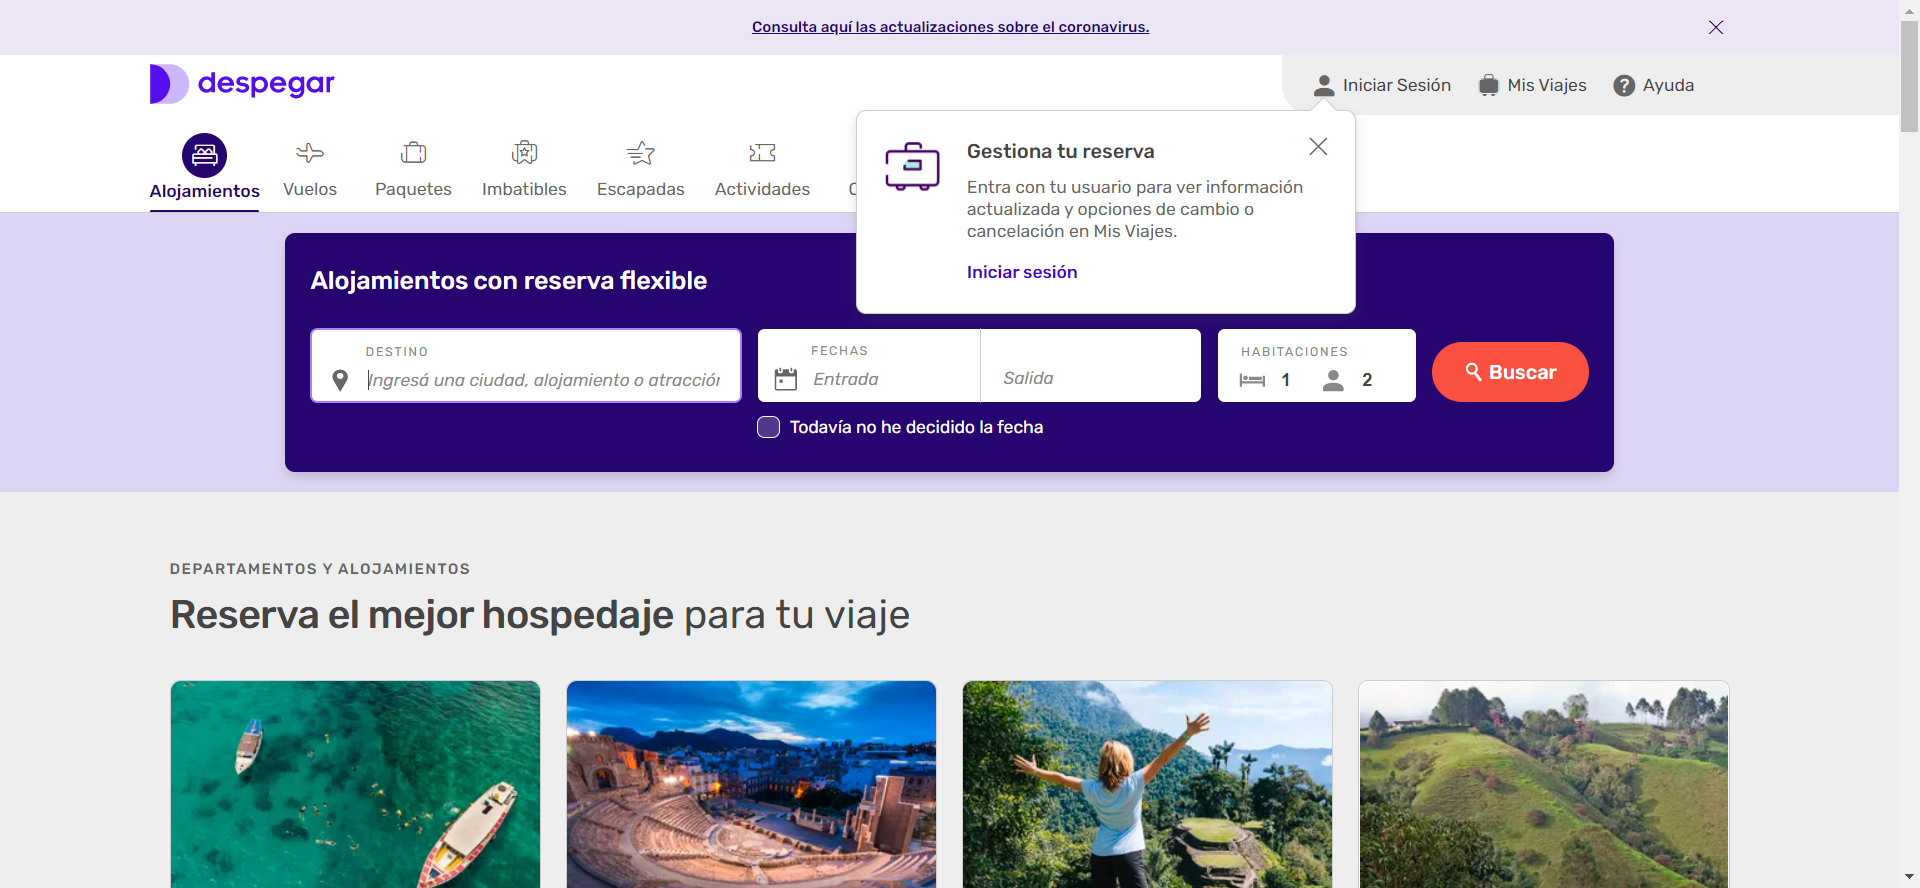 Consulta aquí las actualizaciones sobre el coronavirus.
despegar
Iniciar Sesión
Mis Viajes
? Ayuda
Alojamientos
Vuelos
Paquetes
Imbatibles
Escapadas
Actividades
Gestiona tu reserva
Entra con tu usuario para ver información
actualizada y opciones de cambio o
cancelación en Mis Viajes.
Iniciar sesión
Alojamientos con reserva flexible
DESTINO
Ingresá una ciudad, alojamiento o atracción
FECHAS
Entrada
Salida
HABITACIONES
1 2
Buscar
Todavía no he decidido la fecha
DEPARTAMENTOS Y ALOJAMIENTOS
Reserva el mejor hospedaje para tu viaje